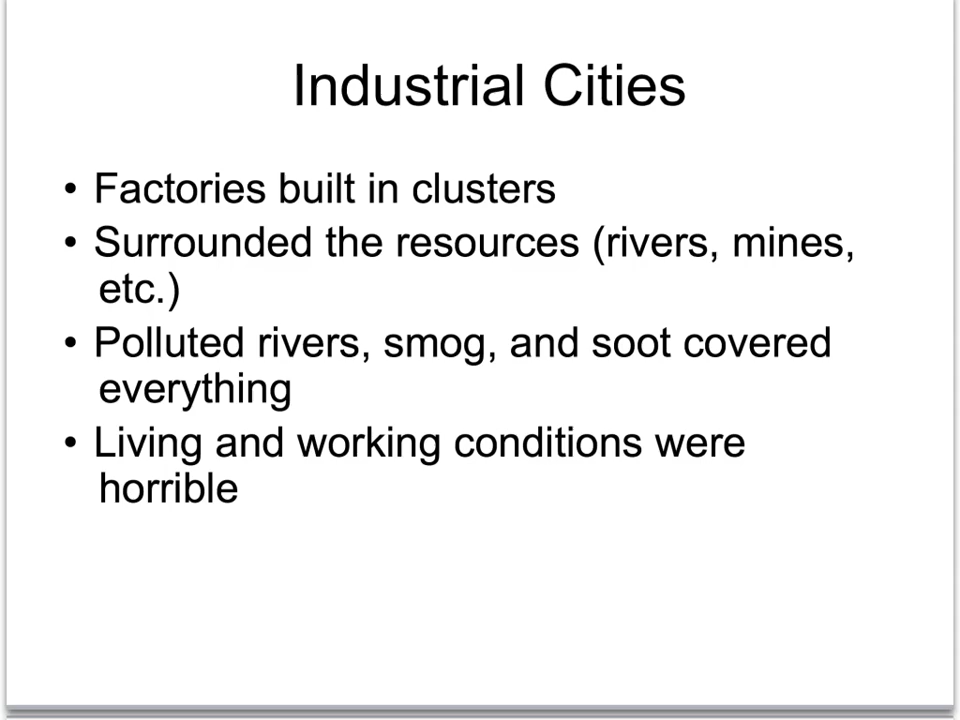 Industrial Cities
• Factories built in clusters
• Surrounded the resources (rivers, mines,
etc.)
• Polluted rivers, smog, and soot covered
everything
• Living and working conditions were
horrible